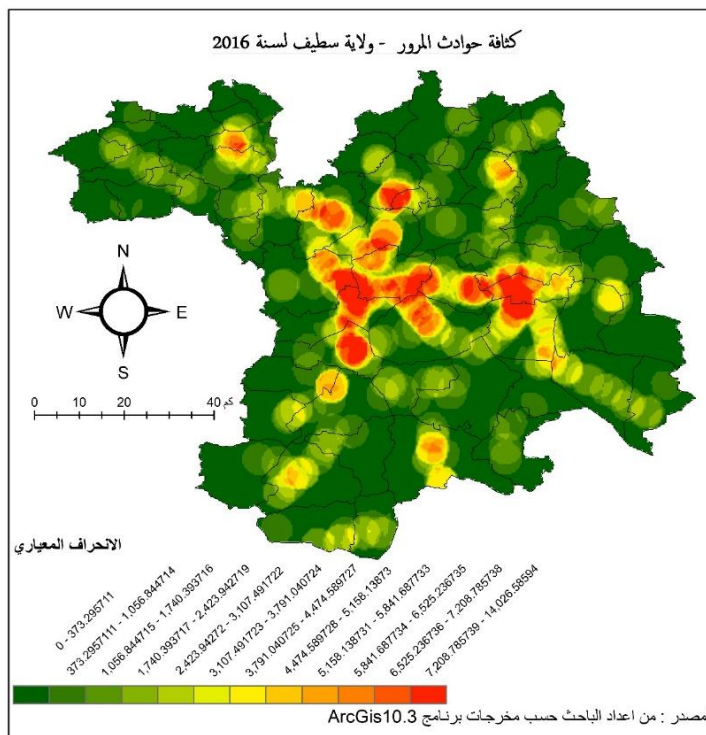 كثافة حوادث المرور - ولاية سطيف لسنة 2016
N
W E
S
0 10 20 40 كم
الانحراف المعياري
0 - 373.295711
373.2957111 - 1,056.844714
1,056.844715 - 1,740.393716
1,740.393717 - 2,423.942719
2,423.94272 - 3,107.491722
3,107.491723 - 3,791.040724
3,791.040725 - 4,474.589727
4,474.589728 - 5,158.13873
5,158.138731 - 5,841.687733
5,841.687734 - 6,525.236735
6,525.236736 - 7,208.785738
7,208.785739 - 14,026.58594
لمصدر : من اعداد الباحث حسب مخرجات برنامج ArcGis10.3